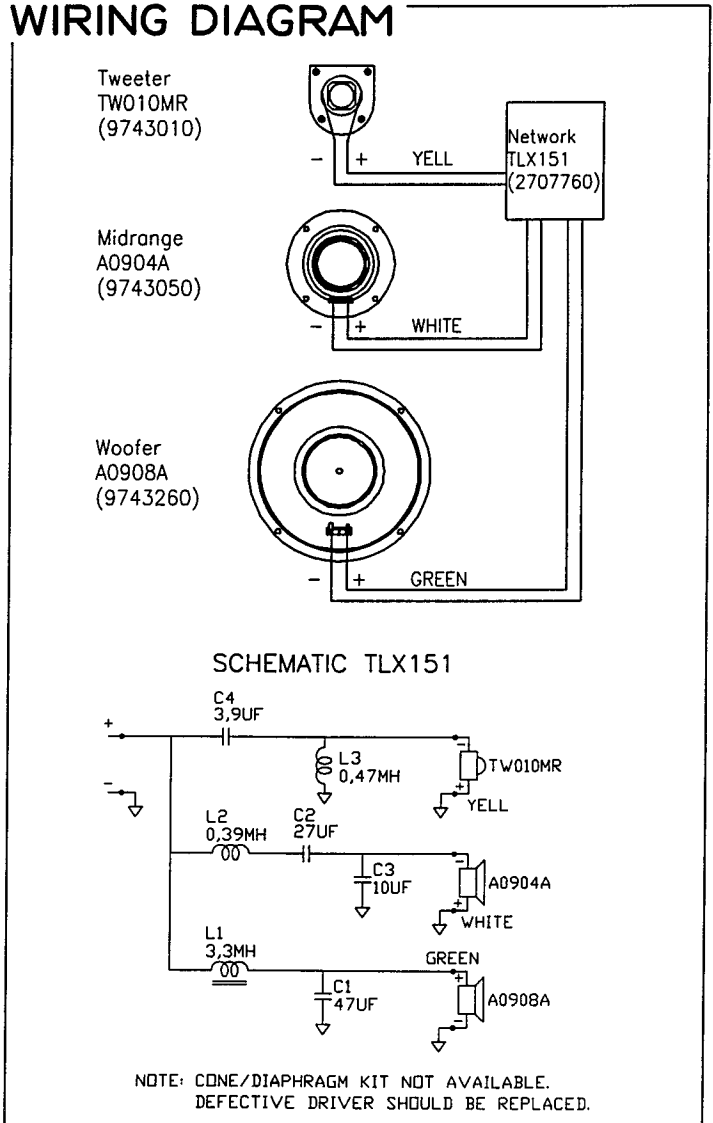 WIRING DIAGRAM
Tweeter
TW010MR
(9743010)
- + YELL
Network
TLX151
(2707760)
Midrange
A0904A
(9743050)
- + WHITE
Woofer
A0908A
(9743260)
- + GREEN
SCHEMATIC TLX151
C4
3,9UF
+
-
L3
0,47MH
-
TW010MR
+
YELL
L2
0,39MH
C2
27UF
C3
10UF
-
A0904A
+
WHITE
L1
3,3MH
C1
47UF
GREEN
+
A0908A
-
NOTE: CONE/DIAPHRAGM KIT NOT AVAILABLE.
DEFECTIVE DRIVER SHOULD BE REPLACED.